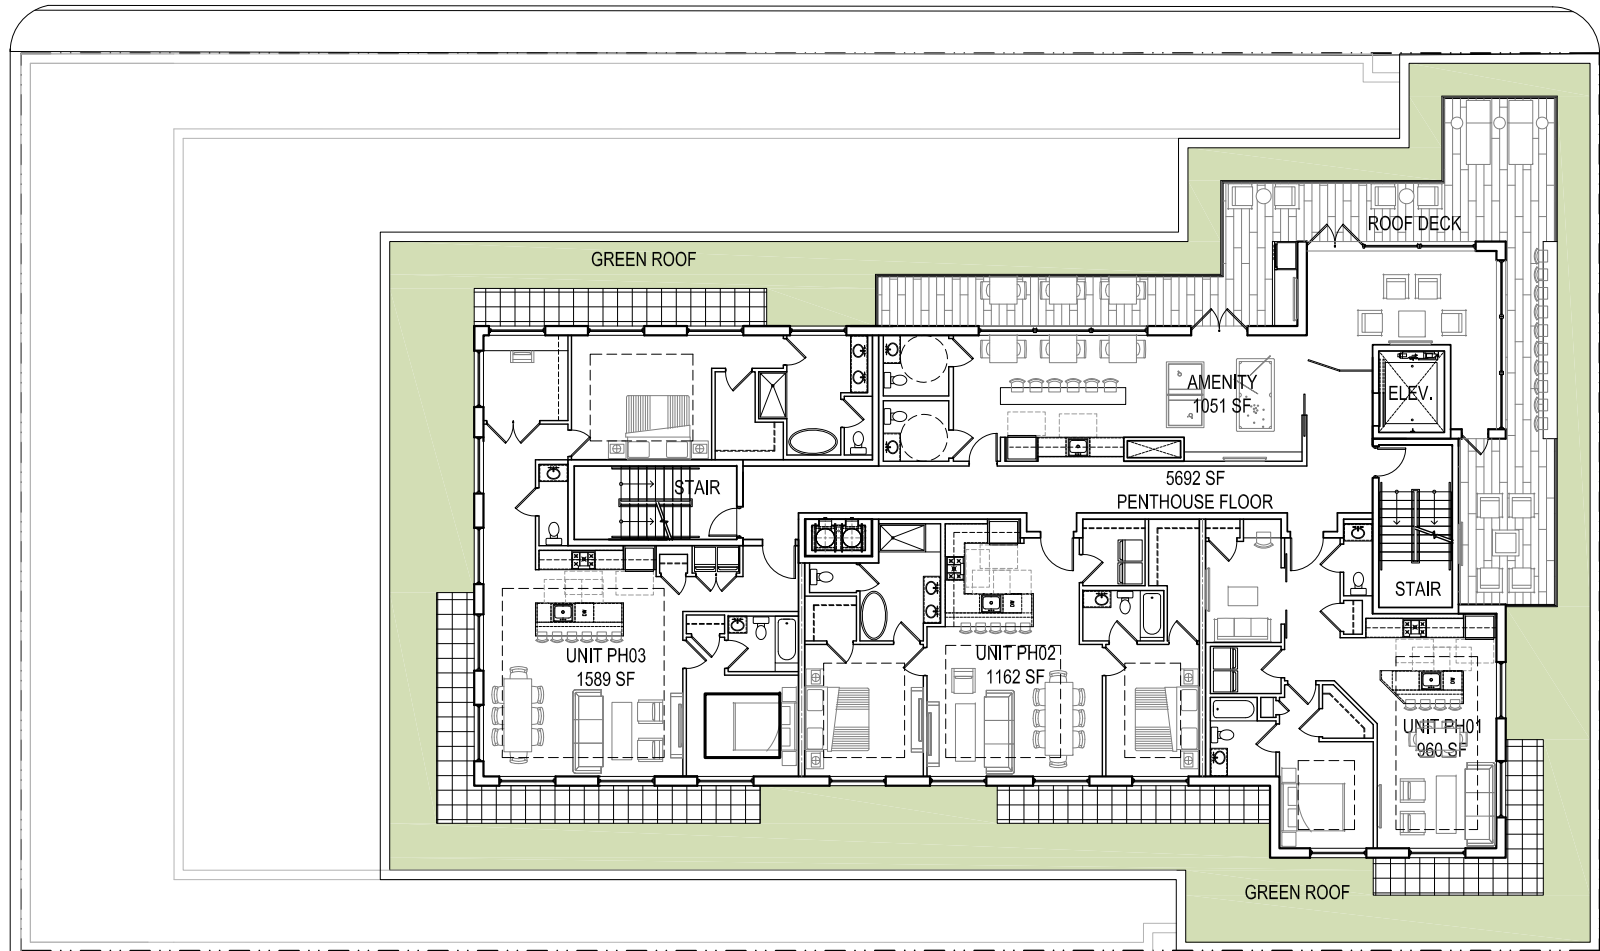 ROOF DECK
GREEN ROOF
AMENITY
1051 SF
ELEV.
5692 SF
PENTHOUSE FLOOR
STAIR
STAIR
UNIT PH03
1589 SF
UNIT PH02
1162 SF
UNIT PH01
960 SF
GREEN ROOF